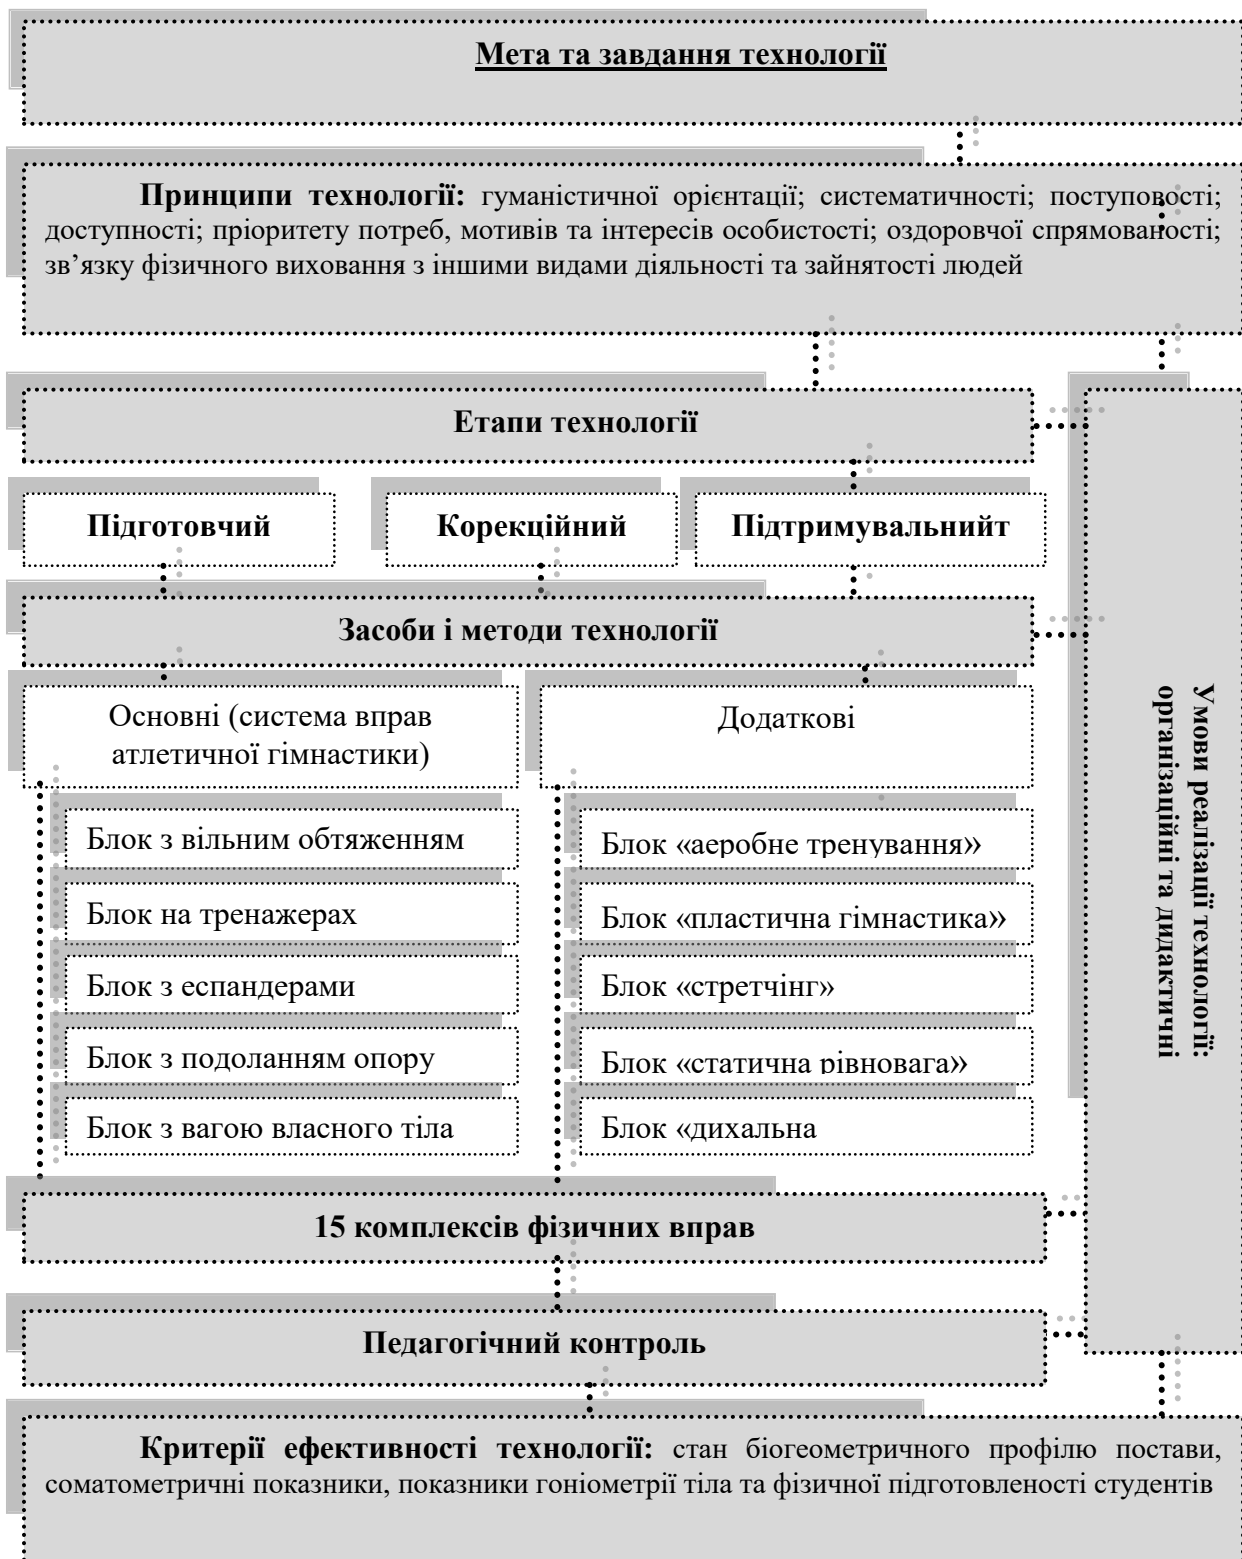 Мета та завдання технології
Принципи технології: гуманістичної орієнтації; систематичності; поступовості;
доступності; пріоритету потреб, мотивів та інтересів особистості; оздоровчої спрямованості;
зв’язку фізичного виховання з іншими видами діяльності та зайнятості людей
Етапи технології
Підготовчий
Корекційний
Підтримувальнийт
Засоби і методи технології
Основні (система вправ
атлетичної гімнастики)
Блок з вільним обтяженням
Блок на тренажерах
Блок з еспандерами
Блок з подоланням опору
Блок з вагою власного тіла
Додаткові
Блок «аеробне тренування»
Блок «пластична гімнастика»
Блок «стретчінг»
Блок «статична рівновага»
Блок «дихальна
Умови реалізації технології:
організаційні та дидактичні
15 комплексів фізичних вправ
Педагогічний контроль
Критерії ефективності технології: стан біогеометричного профілю постави,
соматометричні показники, показники гоніометрії тіла та фізичної підготовленості студентів